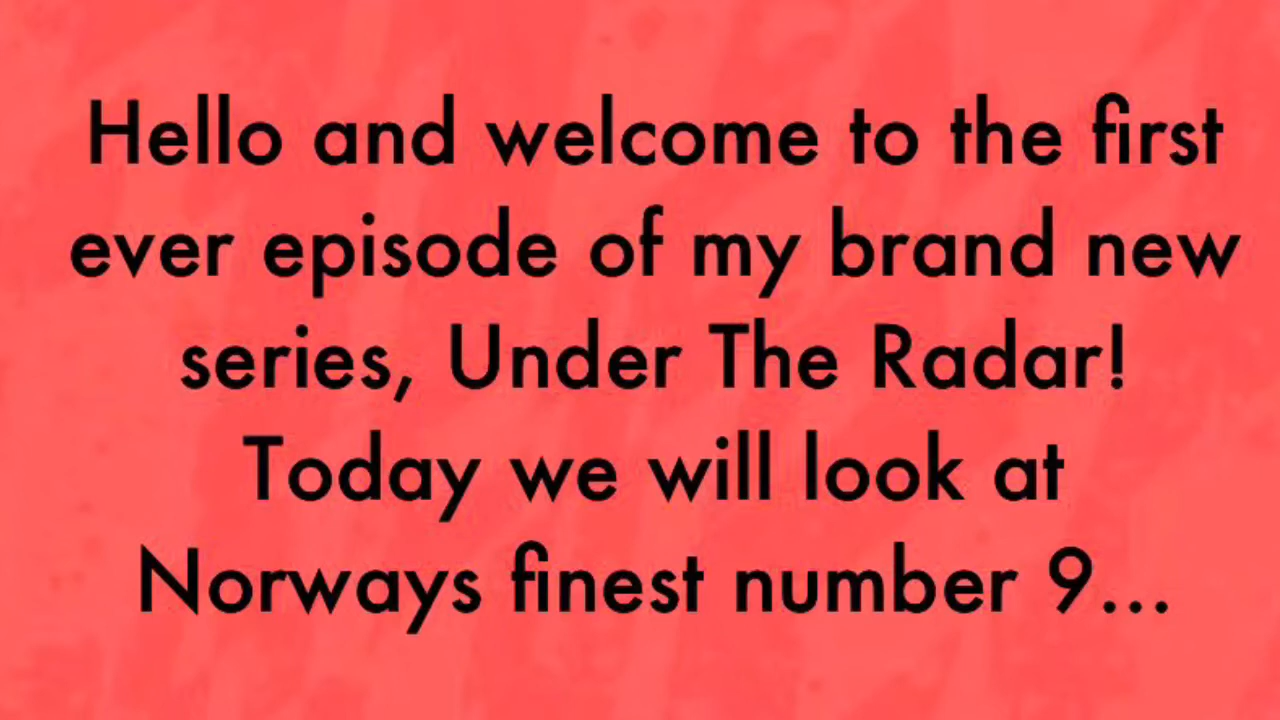 Hello and welcome to the first
ever episode of my brand new
series, Under The Radar!
Today we will look at
Norways finest number 9...